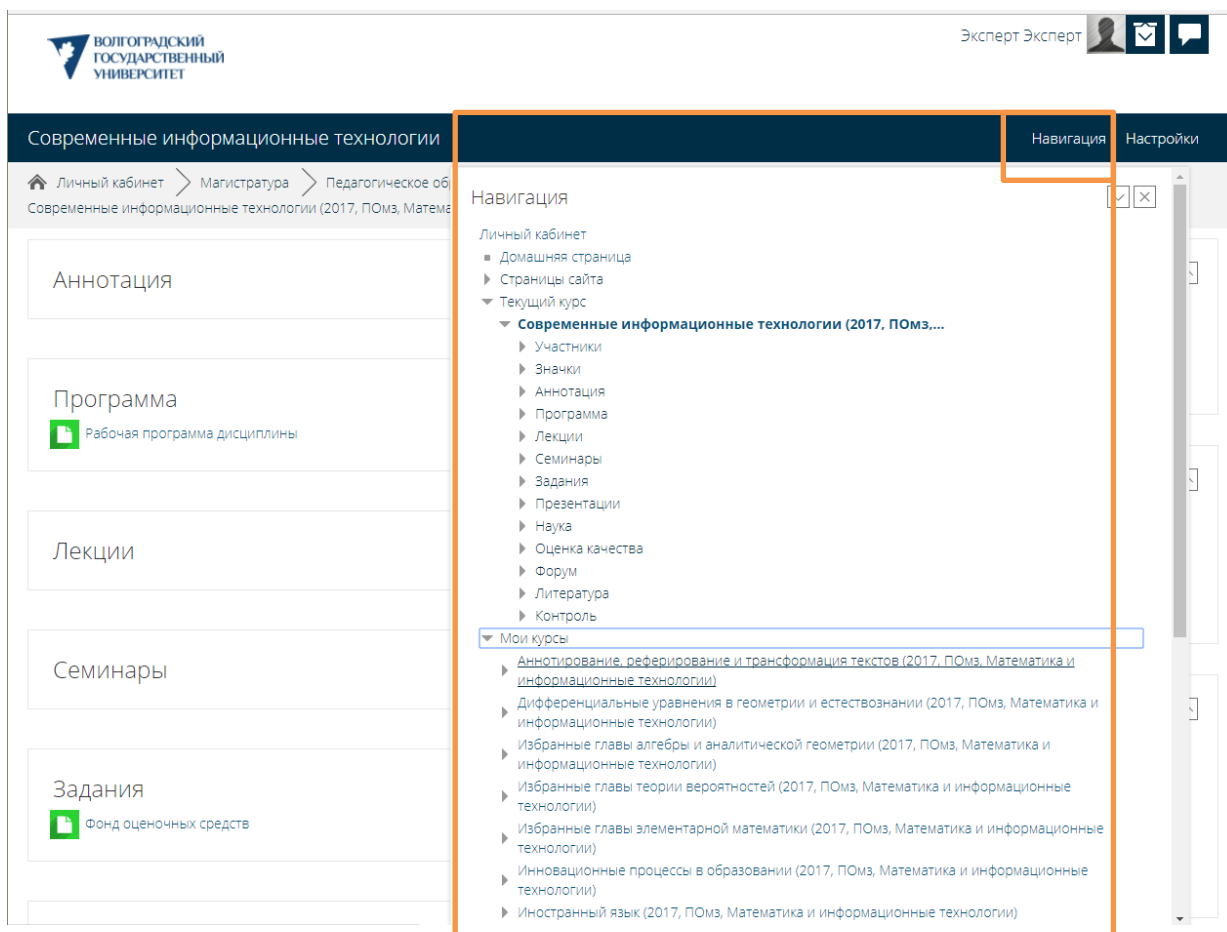 ВОЛГОГРАДСКИЙ
ГОСУДАРСТВЕННЫЙ
УНИВЕРСИТЕТ
Эксперт Эксперт
Современные информационные технологии
Навигация Настройки
Личный кабинет Магистратура Педагогическое об
Современные информационные технологии (2017, ПОмз, Матема
Аннотация
Программа
Рабочая программа дисциплины
Лекции
Семинары
Задания
Фонд оценочных средств
Навигация
Личный кабинет
Домашняя страница
Страницы сайта
Текущий курс
Современные информационные технологии (2017, ПОмз,...
Участники
Значки
Аннотация
Программа
Лекции
Семинары
Задания
Презентации
Наука
Оценка качества
Форум
Литература
Контроль
Мои курсы
Аннотирование, реферирование и трансформация текстов (2017, ПОмз, Математика и
информационные технологии)
Дифференциальные уравнения в геометрии и естествознании (2017, ПОмз, Математика и
информационные технологии)
Избранные главы алгебры и аналитической геометрии (2017, ПОмз, Математика и
информационные технологии)
Избранные главы теории вероятностей (2017, ПОмз, Математика и информационные
технологии)
Избранные главы элементарной математики (2017, ПОмз, Математика и информационные
технологии)
Инновационные процессы в образовании (2017, ПОмз, Математика и информационные
технологии)
Иностранный язык (2017, ПОмз, Математика и информационные технологии)